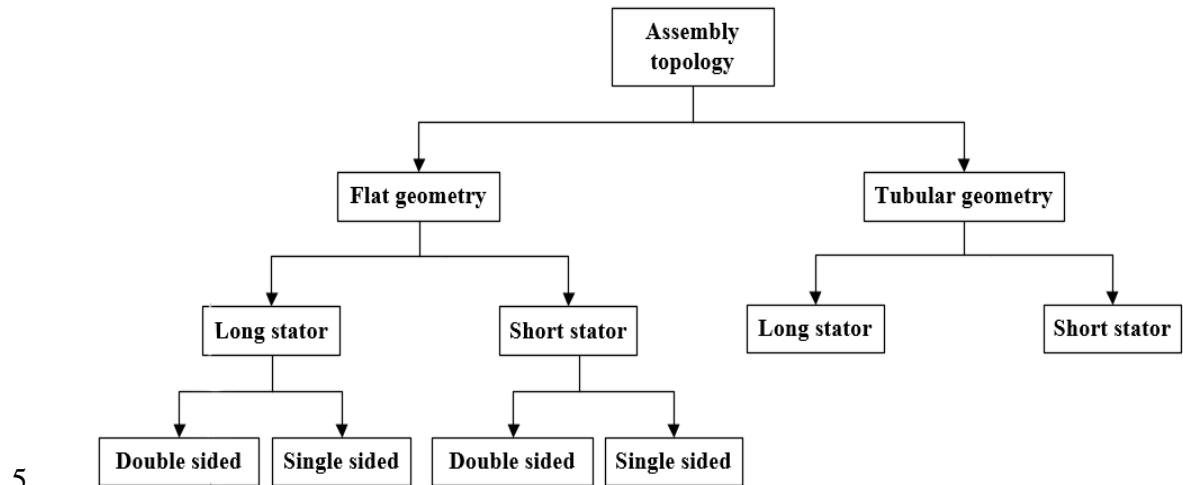 Assembly
topology
Flat geometry
Tubular geometry
Long stator
Short stator
Long stator
Short stator
Double sided
Single sided
Double sided
Single sided
5